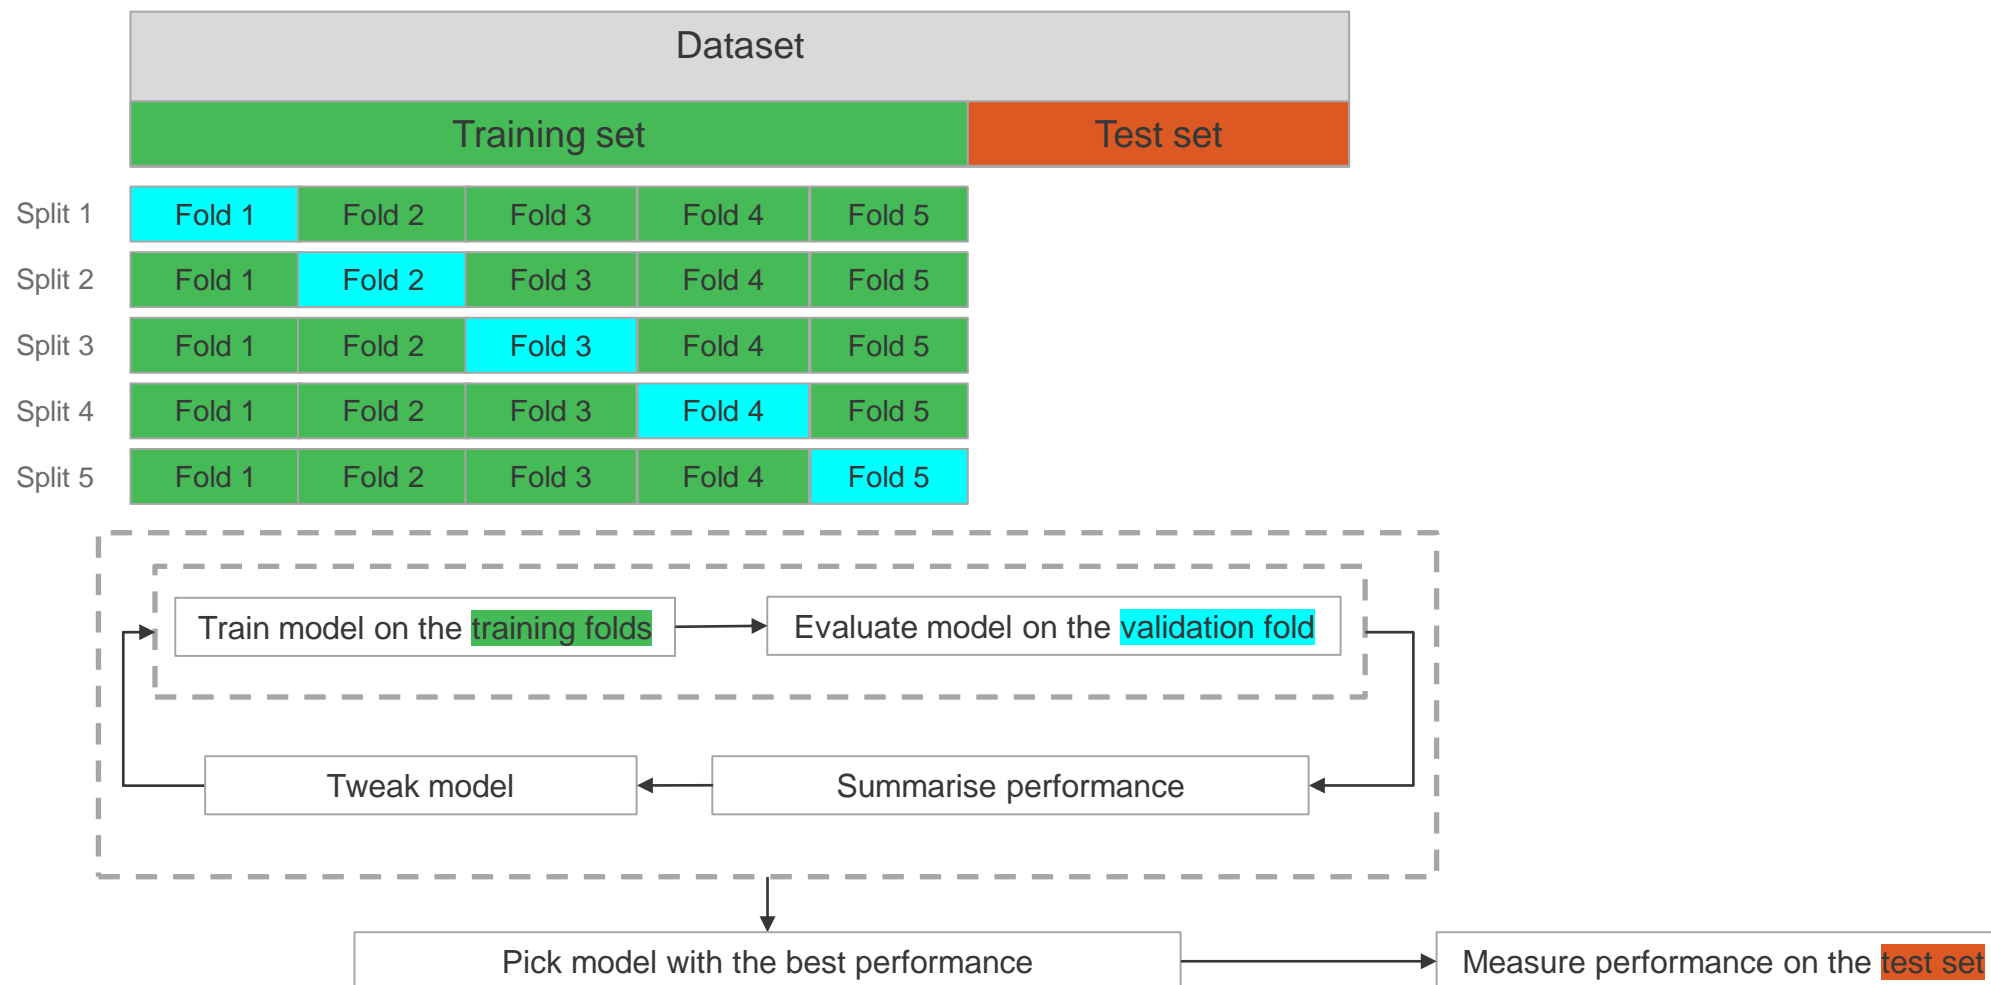 Dataset
Training set Test set
Split 1 Fold 1 Fold 2 Fold 3 Fold 4 Fold 5
Split 2 Fold 1 Fold 2 Fold 3 Fold 4 Fold 5
Split 3 Fold 1 Fold 2 Fold 3 Fold 4 Fold 5
Split 4 Fold 1 Fold 2 Fold 3 Fold 4 Fold 5
Split 5 Fold 1 Fold 2 Fold 3 Fold 4 Fold 5
Train model on the training folds Evaluate model on the validation fold
Tweak model Summarise performance
Pick model with the best performance Measure performance on the test set